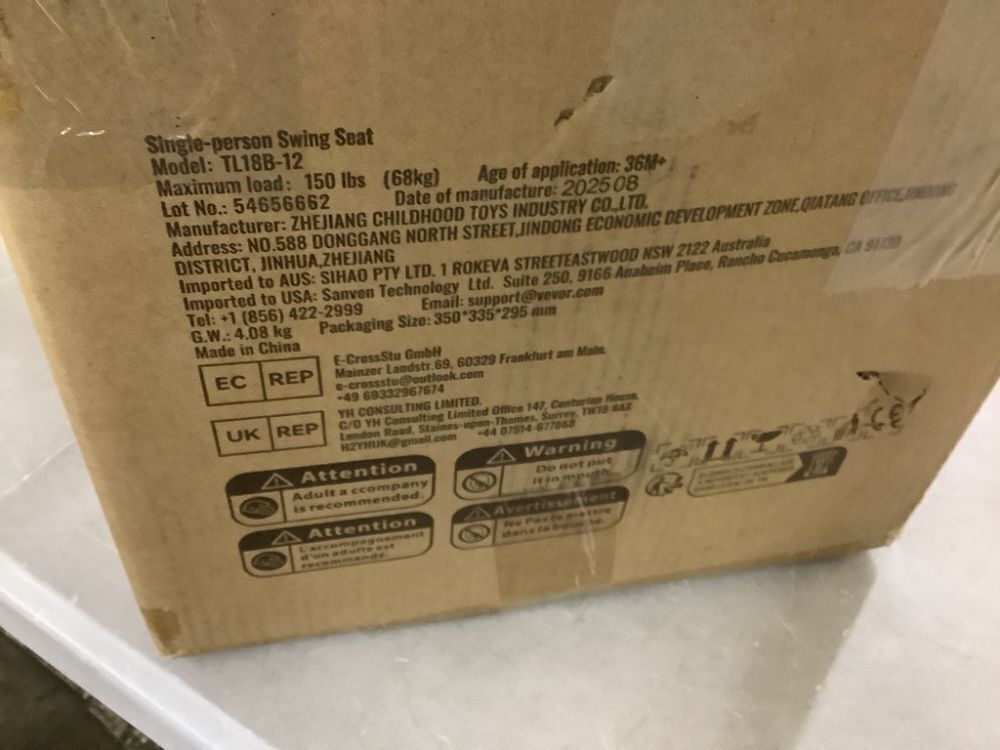 Single-person Swing Seat
Model: TL18B-12
Maximum load: 150 lbs (68kg) Age of application: 36M+
Lot No.: 54656662 Date of manufacture: 2025 08
Manufacturer: ZHEJIANG CHILDHOOD TOYS INDUSTRY CO.,LTD.
Address: NO.588 DONGGANG NORTH STREET,JINDONG ECONOMIC DEVELOPMENT ZONE,QIATANG OFFICE,JINDONG
DISTRICT, JINHUA,ZHEJIANG
Imported to AUS: SIHAO PTY LTD. 1 ROKEVA STREETEASTWOOD NSW 2122 Australia
Imported to USA: Sanven Technology Ltd. Suite 250, 9166 Anaheim Place, Rancho Cucamonga, CA 91730
Tel: +1 (856) 422-2999 Email: support@vevor.com
G.W.: 4.08 kg Packaging Size: 350*335*295 mm
Made in China
EC REP
E-CrossStu GmbH
Mainzer Landstr.69, 60329 Frankfurt am Main.
e-crossstu@outlook.com
+49 69332967674
UK REP
YH CONSULTING LIMITED.
C/O YH Consulting Limited Office 147, Centurion House,
London Road, Staines-upon-Thames, Surrey, TW18 4AX
H2YHUK@gmail.com +44 07514-677868
Attention
Adult accompany
is recommended.
Warning
Do not put
it in mouth.
Attention
L'accompagnement
d'un adulte est
recommandé.
Avertissement
Ne Pas le mettre
dans la bouche.
CE